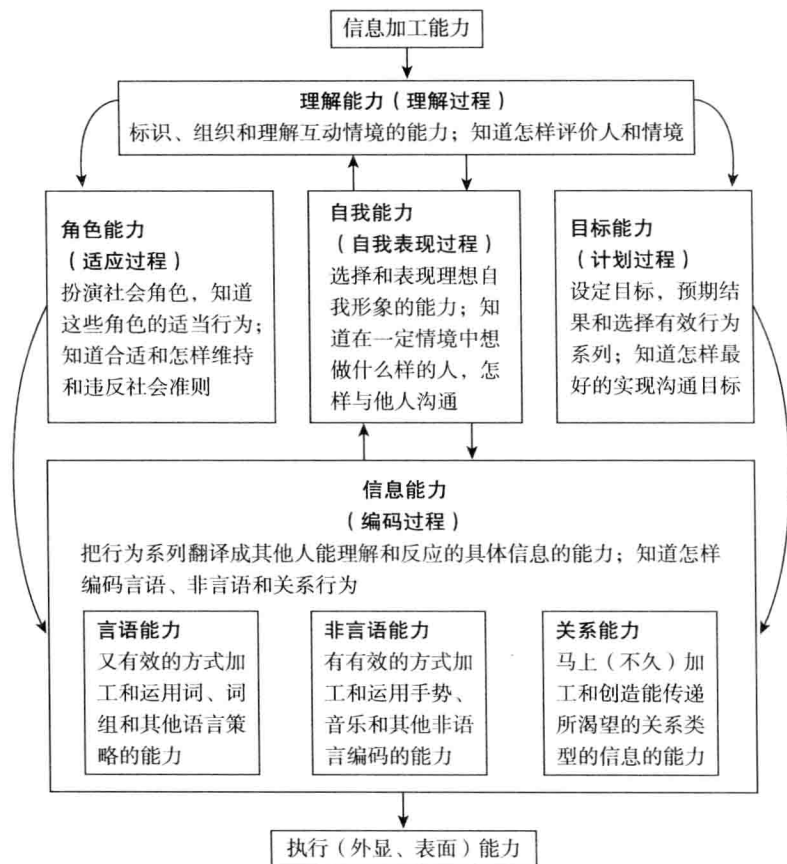 信息加工能力
理解能力（理解过程）
标识、组织和理解互动情境的能力；知道怎样评价人和情境
角色能力
（适应过程）
扮演社会角色，知道
这些角色的适当行为；
知道合适和怎样维持
和违反社会准则
自我能力
（自我表现过程）
选择和表现理想自
我形象的能力；知
道在一定情境中想
做什么样的人，怎
样与他人沟通
目标能力
（计划过程）
设定目标，预期结
果和选择有效行为
系列；知道怎样最
好的实现沟通目标
信息能力
（编码过程）
把行为系列翻译成其他人能理解和反应的具体信息的能力；知道怎样
编码言语、非言语和关系行为
言语能力
又有效的方式加
工和运用词、词
组和其他语言策
略的能力
非言语能力
有有效的方式加
工和运用手势、
音乐和其他非语
言编码的能力
关系能力
马上（不久）加
工和创造能传递
所渴望的关系类
型的信息的能力
执行（外显、表面）能力